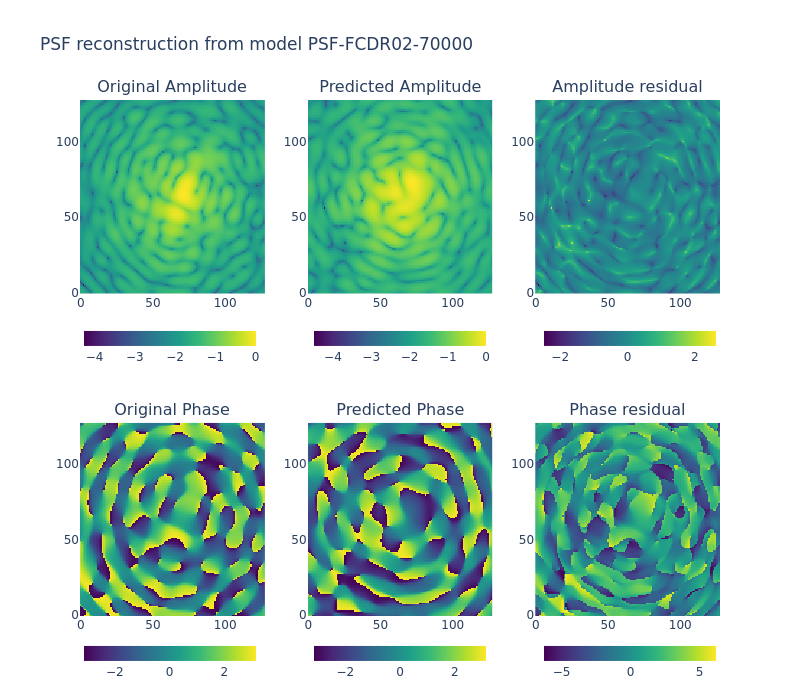 PSF reconstruction from model PSF-FCDR02-70000
Original Amplitude Predicted Amplitude Amplitude residual
100 100 100
50 50 50
0 0 0
0 50 100 0 50 100 0 50 100
−4 −3 −2 −1 0 −4 −3 −2 −1 0 −2 0 2
Original Phase Predicted Phase Phase residual
100 100 100
50 50 50
0 0 0
0 50 100 0 50 100 0 50 100
−2 0 2 −2 0 2 −5 0 5